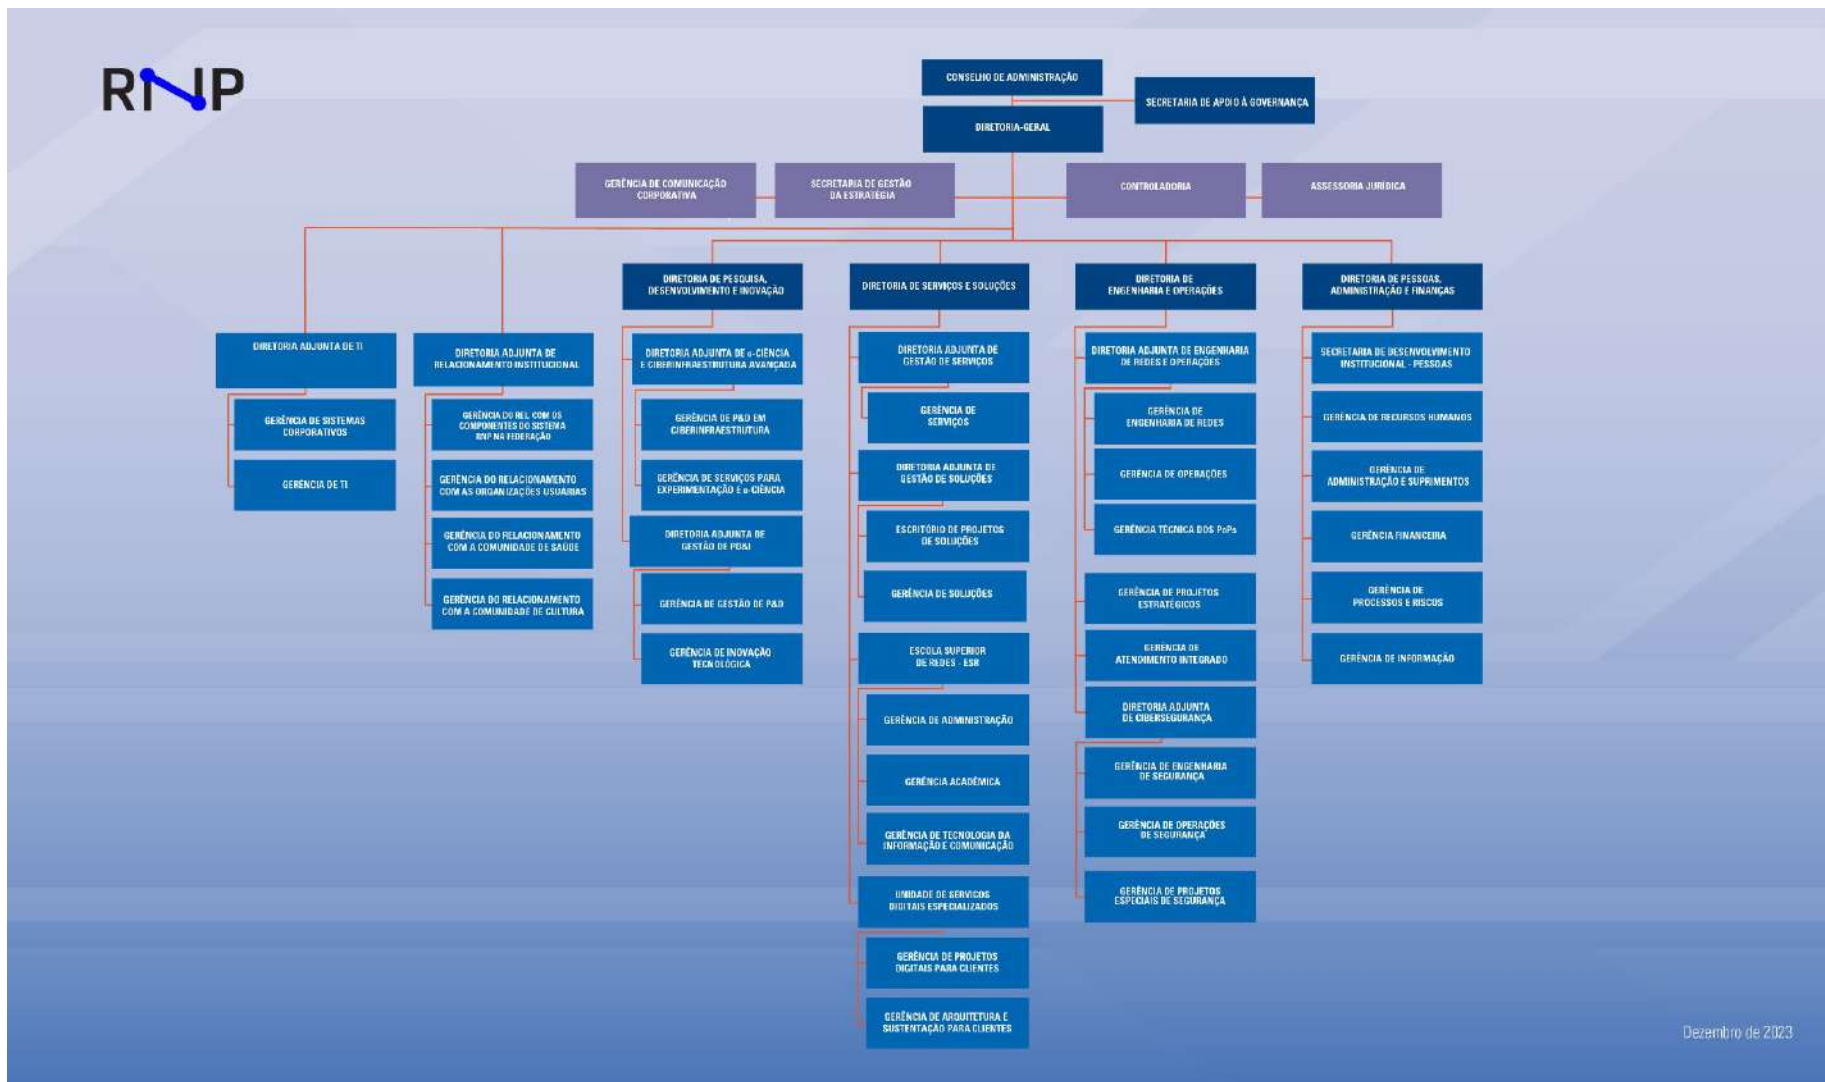 RNP
CONSELHO DE ADMINISTRAÇÃO
SECRETARIA DE APOIO À GOVERNANÇA
DIRETORIA-GERAL
GERÊNCIA DE COMUNICAÇÃO
CORPORATIVA
SECRETARIA DE GESTÃO
DA ESTRATÉGIA
CONTROLADORIA
ASSESSORIA JURÍDICA
DIRETORIA ADJUNTA DE TI
GERÊNCIA DE SISTEMAS
CORPORATIVOS
GERÊNCIA DE TI
DIRETORIA ADJUNTA DE
RELACIONAMENTO INSTITUCIONAL
GERÊNCIA DO REL COM OS
COMPONENTES DO SISTEMA
RNP NA FEDERAÇÃO
GERÊNCIA DO RELACIONAMENTO
COM AS ORGANIZAÇÕES USUÁRIAS
GERÊNCIA DO RELACIONAMENTO
COM A COMUNIDADE DE SAÚDE
GERÊNCIA DO RELACIONAMENTO
COM A COMUNIDADE DE CULTURA
DIRETORIA DE PESQUISA,
DESENVOLVIMENTO E INOVAÇÃO
DIRETORIA ADJUNTA DE e-CIÊNCIA
E CIBERINFRAESTRUTURA AVANÇADA
GERÊNCIA DE P&D EM
CIBERINFRAESTRUTURA
GERÊNCIA DE SERVIÇOS PARA
EXPERIMENTAÇÃO E e-CIÊNCIA
DIRETORIA ADJUNTA DE
GESTÃO DE PD&I
GERÊNCIA DE GESTÃO DE P&D
GERÊNCIA DE INOVAÇÃO
TECNOLÓGICA
DIRETORIA DE SERVIÇOS E SOLUÇÕES
DIRETORIA ADJUNTA DE
GESTÃO DE SERVIÇOS
GERÊNCIA DE
SERVIÇOS
DIRETORIA ADJUNTA DE
GESTÃO DE SOLUÇÕES
ESCRITÓRIO DE PROJETOS
DE SOLUÇÕES
GERÊNCIA DE SOLUÇÕES
ESCOLA SUPERIOR
DE REDES - ESR
GERÊNCIA DE ADMINISTRAÇÃO
GERÊNCIA ACADÊMICA
GERÊNCIA DE TECNOLOGIA DA
INFORMAÇÃO E COMUNICAÇÃO
UNIDADE DE SERVICOS
DIGITAIS ESPECIALIZADOS
GERÊNCIA DE PROJETOS
DIGITAIS PARA CLIENTES
GERÊNCIA DE ARQUITETURA E
SUSTENTAÇÃO PARA CLIENTES
DIRETORIA DE
ENGENHARIA E OPERAÇÕES
DIRETORIA ADJUNTA DE ENGENHARIA
DE REDES E OPERAÇÕES
GERÊNCIA DE
ENGENHARIA DE REDES
GERÊNCIA DE OPERAÇÕES
GERÊNCIA TÉCNICA DOS PoPs
GERÊNCIA DE PROJETOS
ESTRATÉGICOS
GERÊNCIA DE
ATENDIMENTO INTEGRADO
DIRETORIA ADJUNTA
DE CIBERSEGURANÇA
GERÊNCIA DE ENGENHARIA
DE SEGURANÇA
GERÊNCIA DE OPERAÇÕES
DE SEGURANÇA
GERÊNCIA DE PROJETOS
ESPECIAIS DE SEGURANÇA
DIRETORIA DE PESSOAS,
ADMINISTRAÇÃO E FINANÇAS
SECRETARIA DE DESENVOLVIMENTO
INSTITUCIONAL - PESSOAS
GERÊNCIA DE RECURSOS HUMANOS
GERÊNCIA DE
ADMINISTRAÇÃO E SUPRIMENTOS
GERÊNCIA FINANCEIRA
GERÊNCIA DE
PROCESSOS E RISCOS
GERÊNCIA DE INFORMAÇÃO
Dezembro de 2023